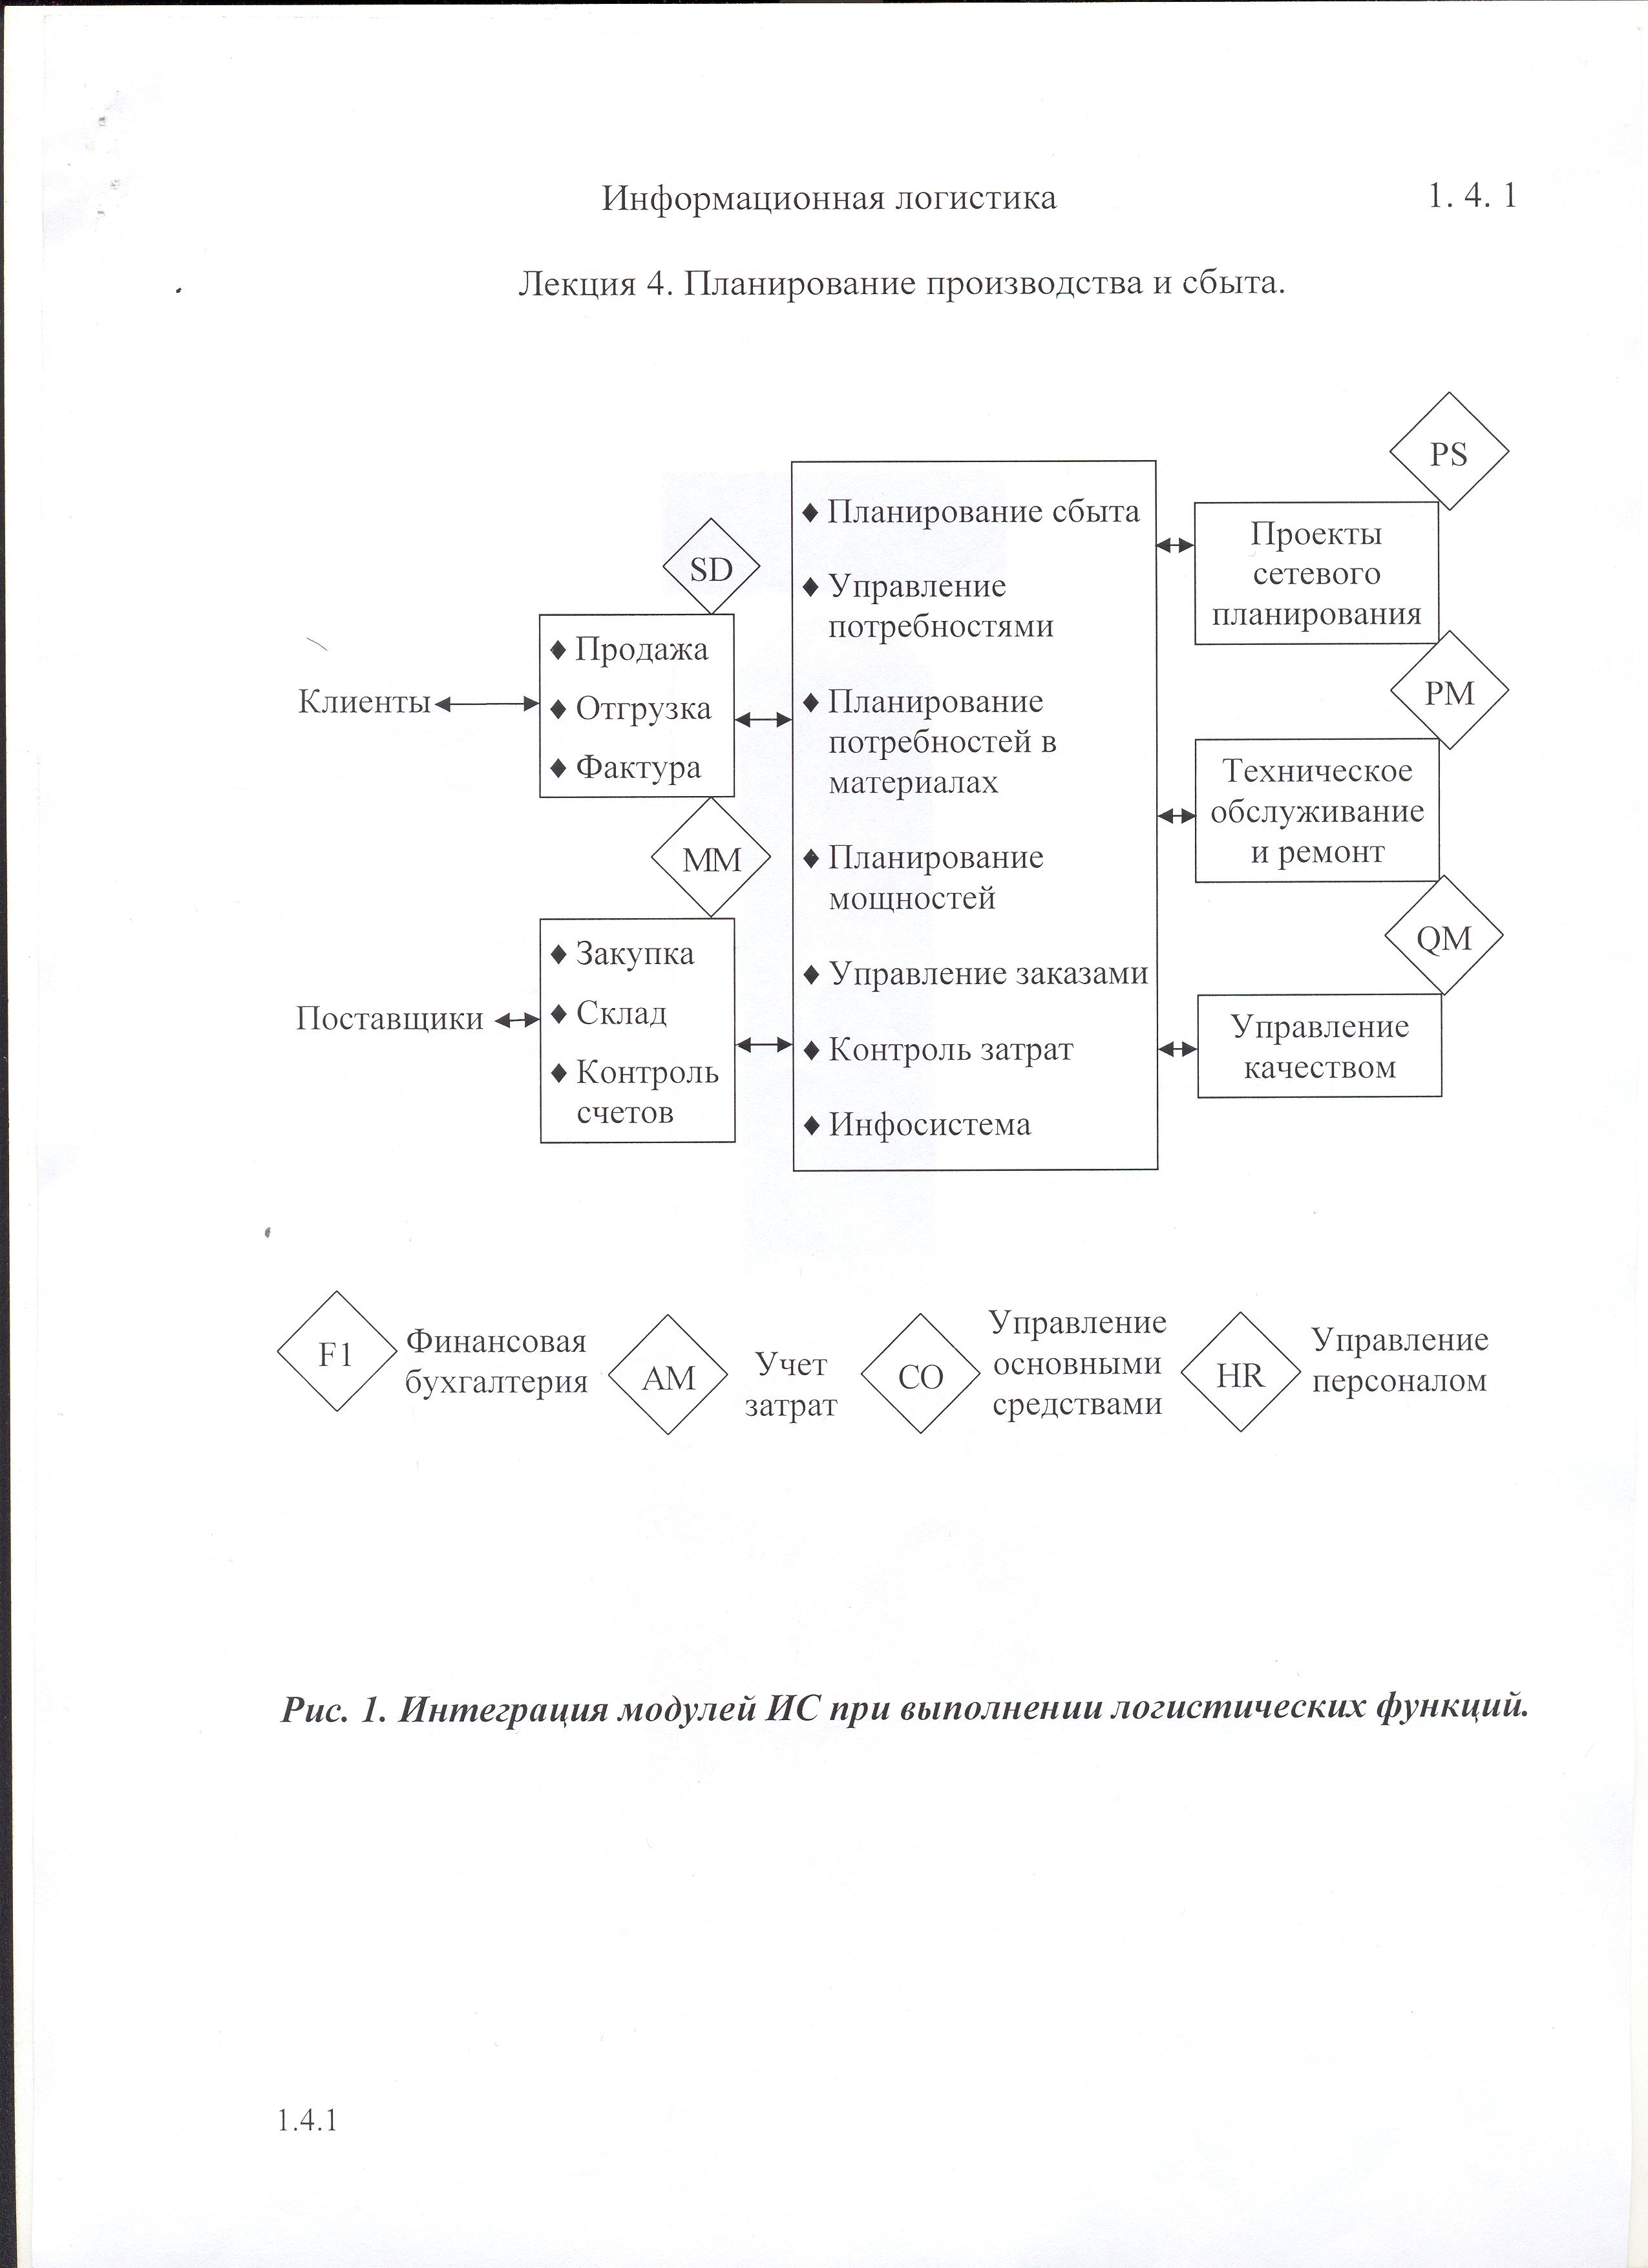 Информационная логистика
1. 4. 1
Лекция 4. Планирование производства и сбыта.
PS
SD
♦ Продажа
♦ Отгрузка
♦ Фактура
Клиенты
MM
♦ Закупка
♦ Склад
♦ Контроль
счетов
Поставщики
♦ Планирование сбыта
♦ Управление
потребностями
♦ Планирование
потребностей в
материалах
♦ Планирование
мощностей
♦ Управление заказами
♦ Контроль затрат
♦ Инфосистема
Проекты
сетевого
планирования
PM
Техническое
обслуживание
и ремонт
QM
Управление
качеством
F1
Финансовая
бухгалтерия
AM
Учет
затрат
CO
Управление
основными
средствами
HR
Управление
персоналом
Рис. 1. Интеграция модулей ИС при выполнении логистических функций.
1.4.1